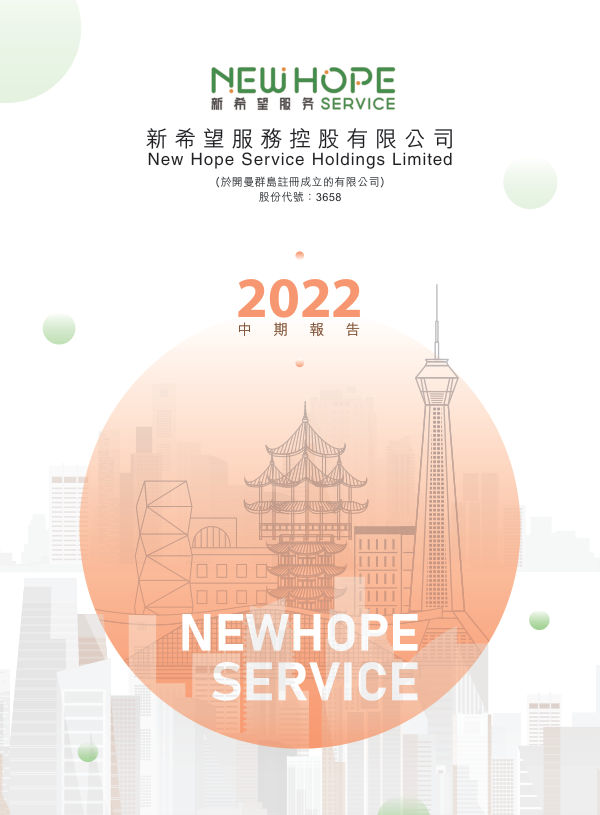 NEWHOPE
新希望服务 SERVICE
新希望服務控股有限公司
New Hope Service Holdings Limited
(於開曼群島註冊成立的有限公司)
股份代號：3658
2022
中期報告
NEWHOPE
SERVICE